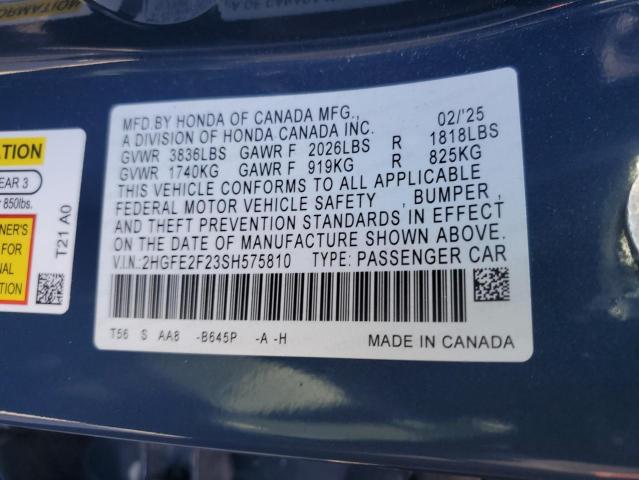 MFD.BY HONDA OF CANADA MFG., 02/'25
A DIVISION OF HONDA CANADA INC.
GVWR 3836LBS GAWR F 2026LBS R 1818LBS
GVWR 1740KG GAWR F 919KG R 825KG
THIS VEHICLE CONFORMS TO ALL APPLICABLE
FEDERAL MOTOR VEHICLE SAFETY , BUMPER,
AND THEFT PREVENTION STANDARDS IN EFFECT
ON THE DATE OF MANUFACTURE SHOWN ABOVE.
V.I.N.:2HGFE2F23SH575810 TYPE: PASSENGER CAR
T56 S AA8 -B645P -A -H MADE IN CANADA
EAR 3
850lbs.
NER'S
FOR
T21 A0